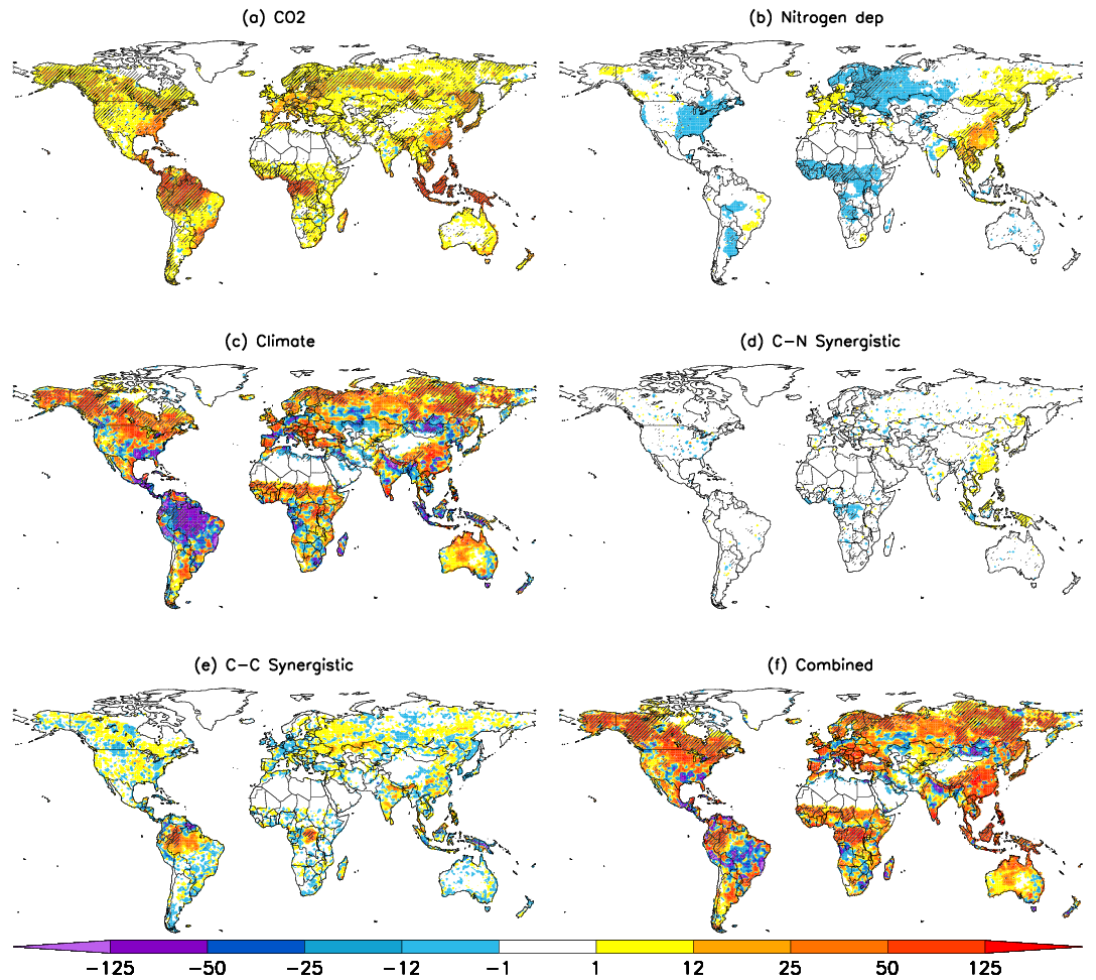 (a) CO2
(b) Nitrogen dep
(c) Climate
(d) C-N Synergistic
(e) C-C Synergistic
(f) Combined
-125 -50 -25 -12 -1 1 12 25 50 125